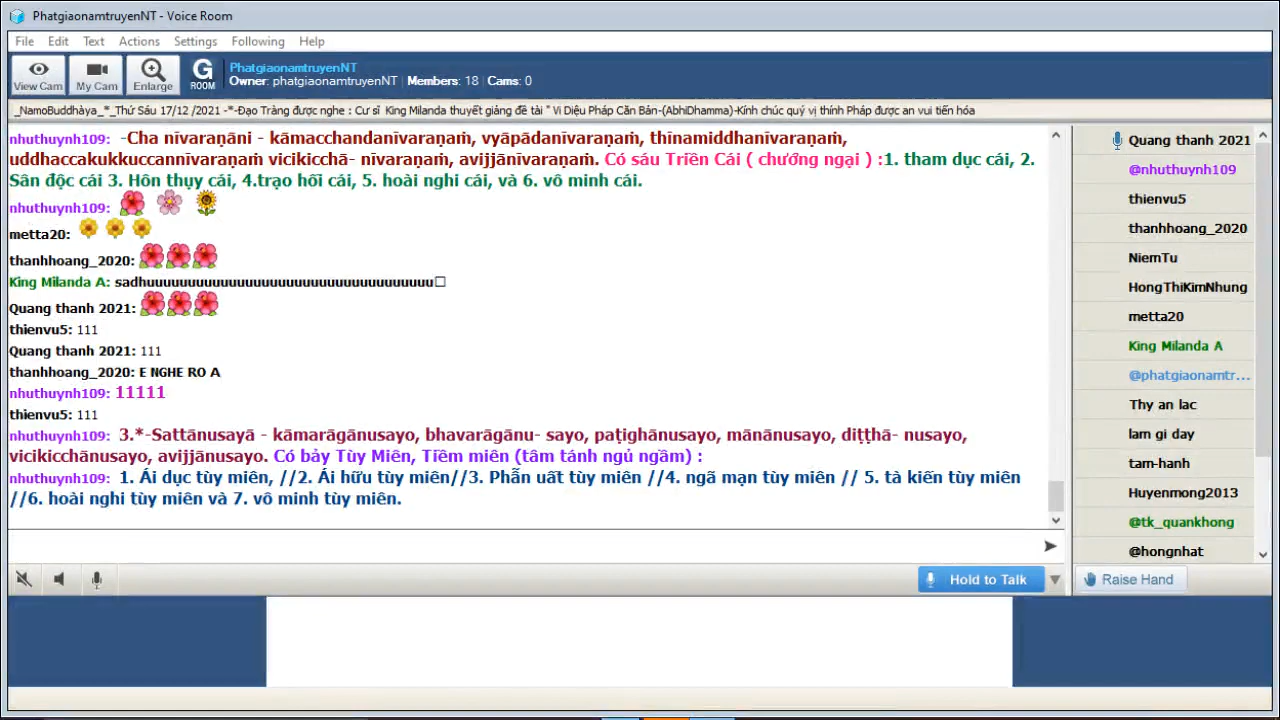 PhatgiaonamtruyenNT - Voice Room
File Edit Text Actions Settings Following Help
View Cam My Cam Enlarge G ROOM
PhatgiaonamtruyenNT
Owner: phatgiaonamtruyenNT Members: 18 Cams: 0
_NamoBuddhàya_*_Thứ Sáu 17/12 /2021 -*-Đạo Tràng được nghe : Cư sĩ King Milanda thuyết giảng đề tài " Vi Diệu Pháp Căn Bản-(AbhiDhamma)-Kính chúc quý vị thính Pháp được an vui tiến hóa
nhuthuynh109: -Cha nīvaraṇāni - kāmacchandanīvaraṇaṁ, vyāpādanīvaraṇaṁ, thīnamiddhanīvaraṇaṁ,
uddhaccakukkuccannīvaraṇaṁ vicikicchā- nīvaraṇaṁ, avijjānīvaraṇaṁ. Có sáu Triền Cái ( chướng ngại ) :1. tham dục cái, 2.
Sân độc cái 3. Hôn thụy cái, 4.trạo hối cái, 5. hoài nghi cái, và 6. vô minh cái.
nhuthuynh109:
metta20:
thanhhoang_2020:
King Milanda A: sadhuuuuuuuuuuuuuuuuuuuuuuuuuuuuuuuuuuuu□
Quang thanh 2021:
thienvu5: 111
Quang thanh 2021: 111
thanhhoang_2020: E NGHE RO A
nhuthuynh109: 11111
thienvu5: 111
nhuthuynh109: 3.*-Sattānusayā - kāmarāgānusayo, bhavarāgānu- sayo, paṭighānusayo, mānānusayo, diṭṭhā- nusayo,
vicikicchānusayo, avijjānusayo. Có bảy Tùy Miên, Tiềm miên (tâm tánh ngủ ngầm) :
nhuthuynh109: 1. Ái dục tùy miên, //2. Ái hữu tùy miên//3. Phẫn uất tùy miên //4. ngã mạn tùy miên // 5. tà kiến tùy miên
//6. hoài nghi tùy miên và 7. vô minh tùy miên.
Hold to Talk
Quang thanh 2021
@nhuthuynh109
thienvu5
thanhhoang_2020
NiemTu
HongThiKimNhung
metta20
King Milanda A
@phatgiaonamtr...
Thy an lac
lam gi day
tam-hanh
Huyenmong2013
@tk_quankhong
@hongnhat
Raise Hand